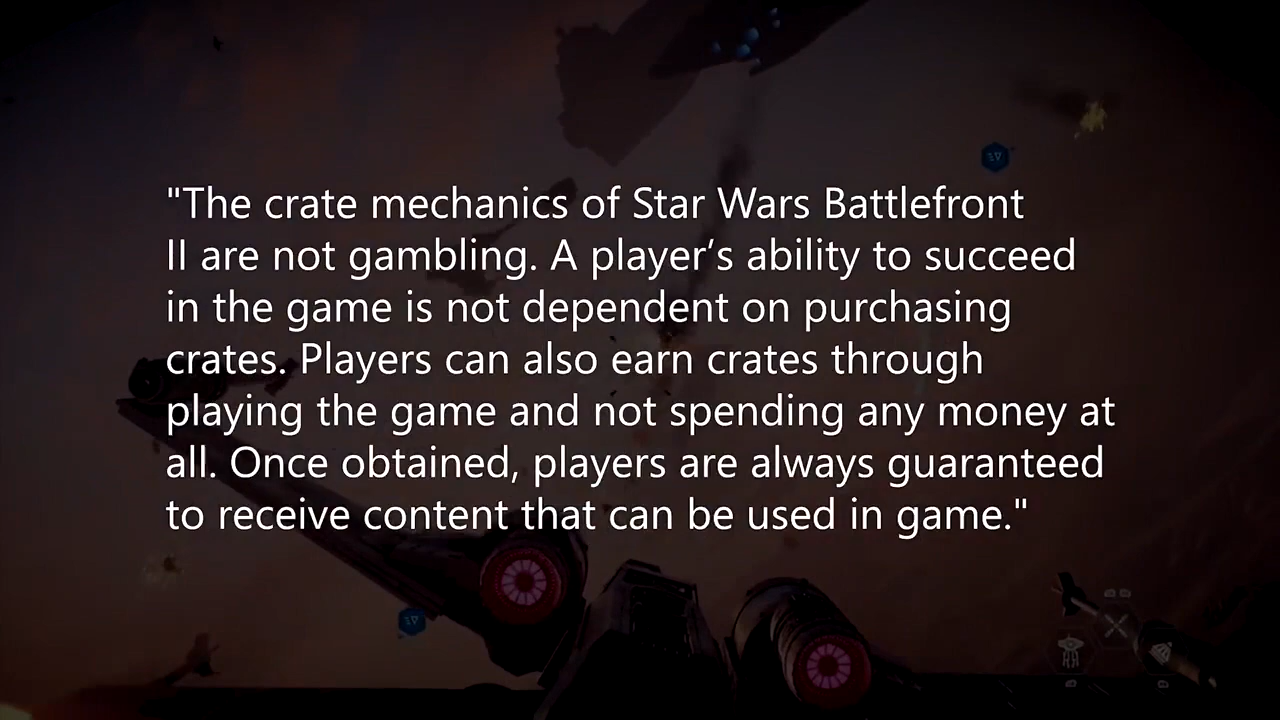 "The crate mechanics of Star Wars Battlefront
II are not gambling. A player’s ability to succeed
in the game is not dependent on purchasing
crates. Players can also earn crates through
playing the game and not spending any money at
all. Once obtained, players are always guaranteed
to receive content that can be used in game."